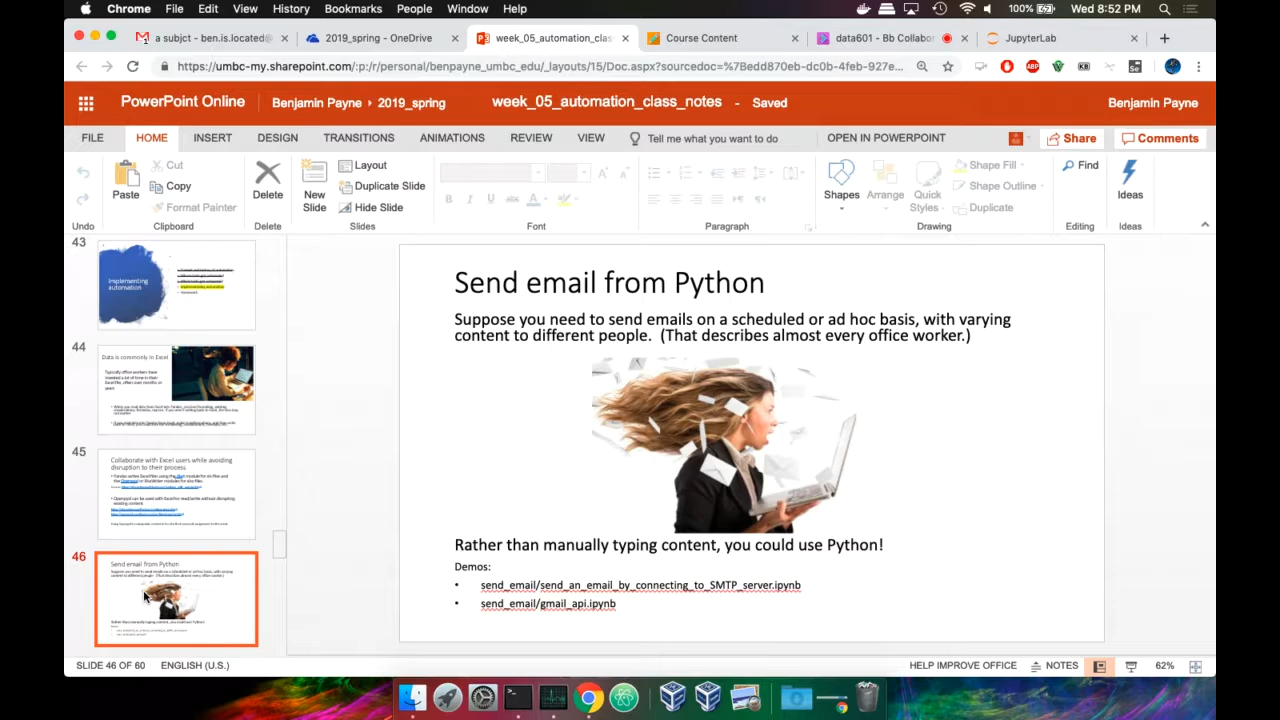 Chrome File Edit View History Bookmarks People Window Help 100% Wed 8:52 PM
a subjct - ben.is.located@ 2019_spring - OneDrive week_05_automation_clas Course Content data601 - Bb Collabor JupyterLab
https://umbc-my.sharepoint.com/:p:/r/personal/benpayne_umbc_edu/_layouts/15/Doc.aspx?sourcedoc=%7Bedd870eb-dc0b-4feb-927e...
PowerPoint Online Benjamin Payne 2019_spring week_05_automation_class_notes - Saved Benjamin Payne
FILE HOME INSERT DESIGN TRANSITIONS ANIMATIONS REVIEW VIEW Tell me what you want to do OPEN IN POWERPOINT Share Comments
Cut Layout Shape Fill Find
Copy Duplicate Slide Shape Outline
Paste Delete New Slide Shapes Arrange Quick Styles Ideas
Format Painter Hide Slide Duplicate
Undo Clipboard Delete Slides Font Paragraph Drawing Editing Ideas
43
Implementing
automation
44
Data is commonly in Excel
45
Collaborate with Excel users while avoiding
disruption to their process
46
Send email from Python
Send email from Python
Suppose you need to send emails on a scheduled or ad hoc basis, with varying
content to different people. (That describes almost every office worker.)
Rather than manually typing content, you could use Python!
Demos:
• send_email/send_an_email_by_connecting_to_SMTP_server.ipynb
• send_email/gmail_api.ipynb
SLIDE 46 OF 60 ENGLISH (U.S.) HELP IMPROVE OFFICE NOTES 62%